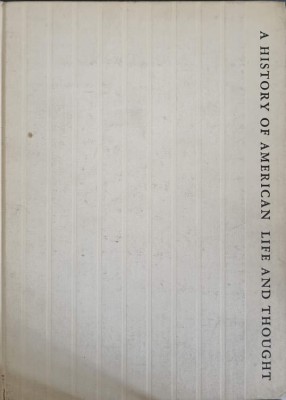 A HISTORY OF AMERICAN LIFE AND THOUGHT